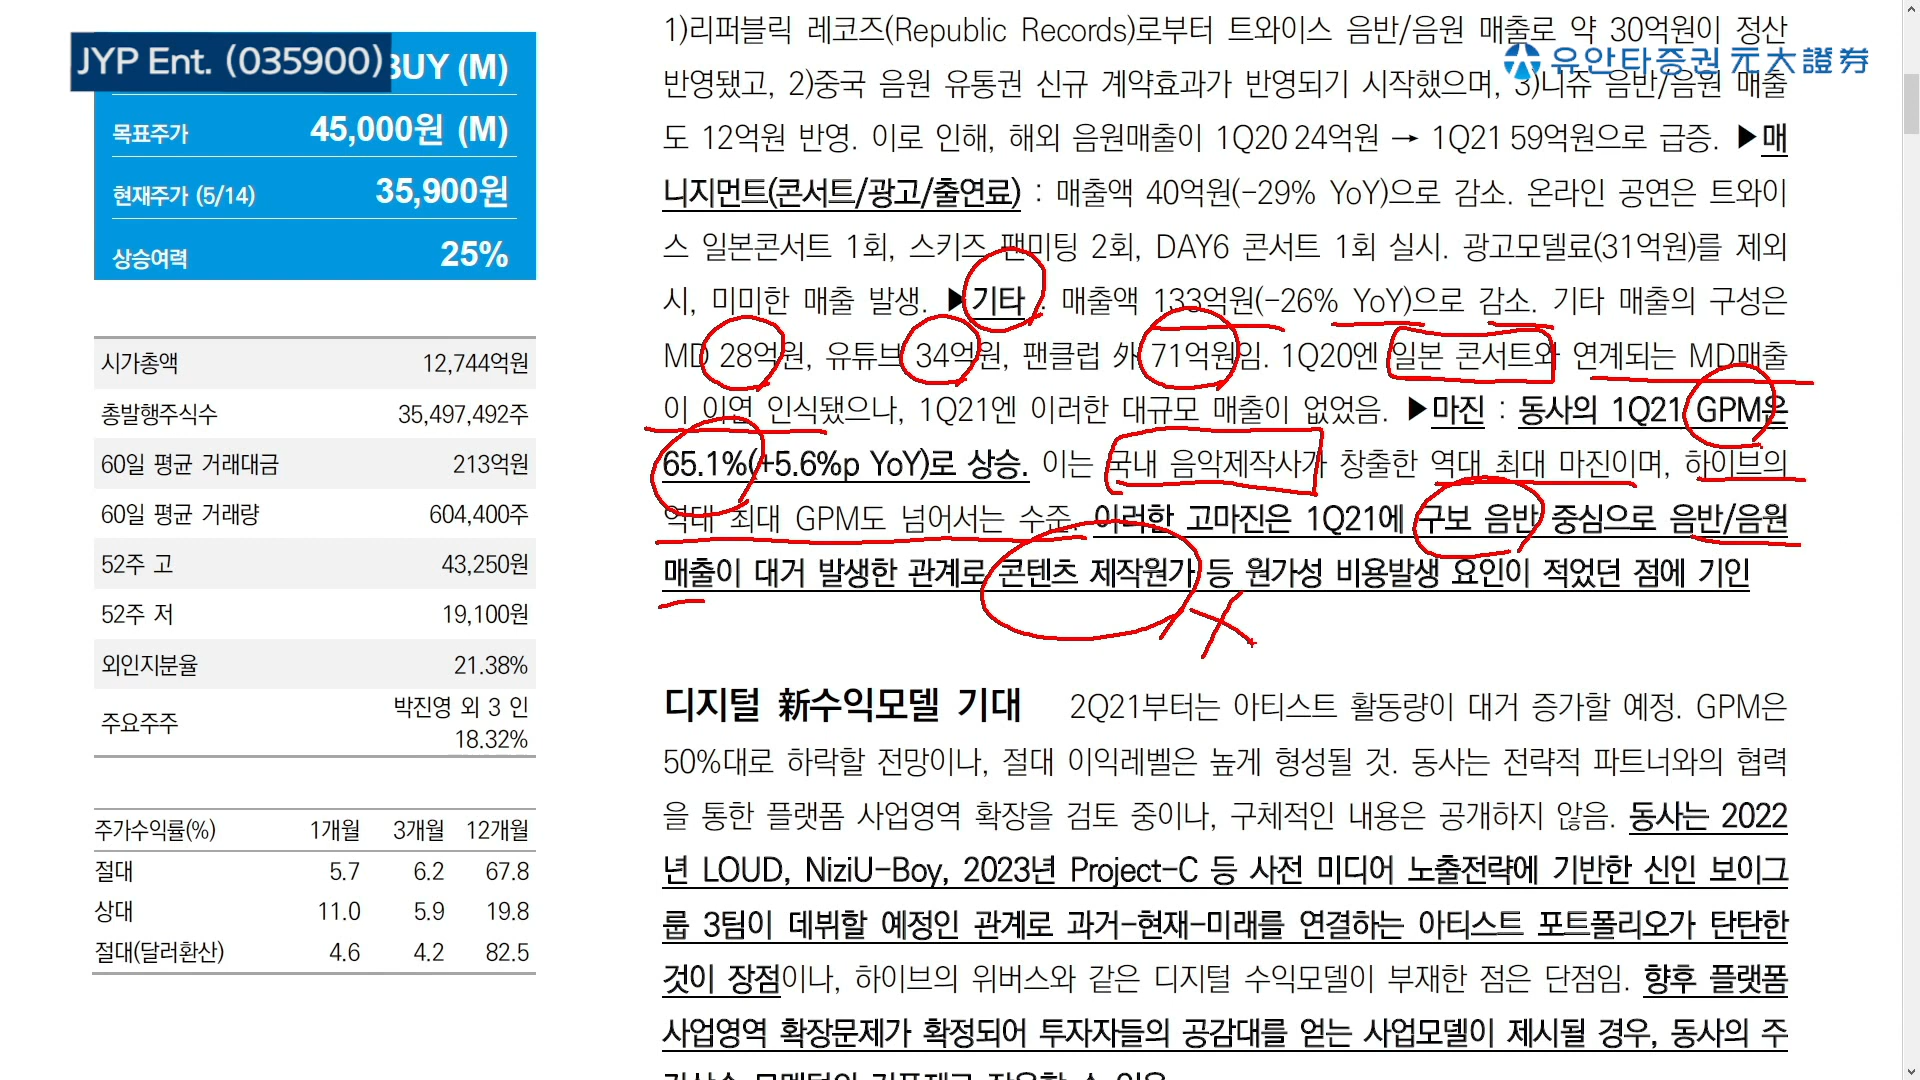 JYP Ent. (035900)
BUY (M)
목표주가 45,000원 (M)
현재주가 (5/14) 35,900원
상승여력 25%
시가총액 12,744억원
총발행주식수 35,497,492주
60일 평균 거래대금 213억원
60일 평균 거래량 604,400주
52주 고 43,250원
52주 저 19,100원
외인지분율 21.38%
주요주주 박진영 외 3 인
18.32%
주가수익률(%) 1개월 3개월 12개월
절대 5.7 6.2 67.8
상대 11.0 5.9 19.8
절대(달러환산) 4.6 4.2 82.5
유안타증권 元大證券
1)리퍼블릭 레코즈(Republic Records)로부터 트와이스 음반/음원 매출로 약 30억원이 정산
반영됐고, 2)중국 음원 유통권 신규 계약효과가 반영되기 시작했으며, 3)니쥬 음반/음원 매출
도 12억원 반영. 이로 인해, 해외 음원매출이 1Q20 24억원 → 1Q21 59억원으로 급증. ▶매
니지먼트(콘서트/광고/출연료) : 매출액 40억원(-29% YoY)으로 감소. 온라인 공연은 트와이
스 일본콘서트 1회, 스키즈 팬미팅 2회, DAY6 콘서트 1회 실시. 광고모델료(31억원)를 제외
시, 미미한 매출 발생. ▶기타 : 매출액 133억원(-26% YoY)으로 감소. 기타 매출의 구성은
MD 28억원, 유튜브 34억원, 팬클럽 外 71억원임. 1Q20엔 일본 콘서트와 연계되는 MD매출
이 이연 인식됐으나, 1Q21엔 이러한 대규모 매출이 없었음. ▶마진 : 동사의 1Q21 GPM은
65.1%(+5.6%p YoY)로 상승. 이는 국내 음악제작사가 창출한 역대 최대 마진이며, 하이브의
역대 최대 GPM도 넘어서는 수준. 이러한 고마진은 1Q21에 구보 음반 중심으로 음반/음원
매출이 대거 발생한 관계로 콘텐츠 제작원가 등 원가성 비용발생 요인이 적었던 점에 기인
디지털 新수익모델 기대 2Q21부터는 아티스트 활동량이 대거 증가할 예정. GPM은
50%대로 하락할 전망이나, 절대 이익레벨은 높게 형성될 것. 동사는 전략적 파트너와의 협력
을 통한 플랫폼 사업영역 확장을 검토 중이나, 구체적인 내용은 공개하지 않음. 동사는 2022
년 LOUD, NiziU-Boy, 2023년 Project-C 등 사전 미디어 노출전략에 기반한 신인 보이그
룹 3팀이 데뷔할 예정인 관계로 과거-현재-미래를 연결하는 아티스트 포트폴리오가 탄탄한
것이 장점이나, 하이브의 위버스와 같은 디지털 수익모델이 부재한 점은 단점임. 향후 플랫폼
사업영역 확장문제가 확정되어 투자자들의 공감대를 얻는 사업모델이 제시될 경우, 동사의 주